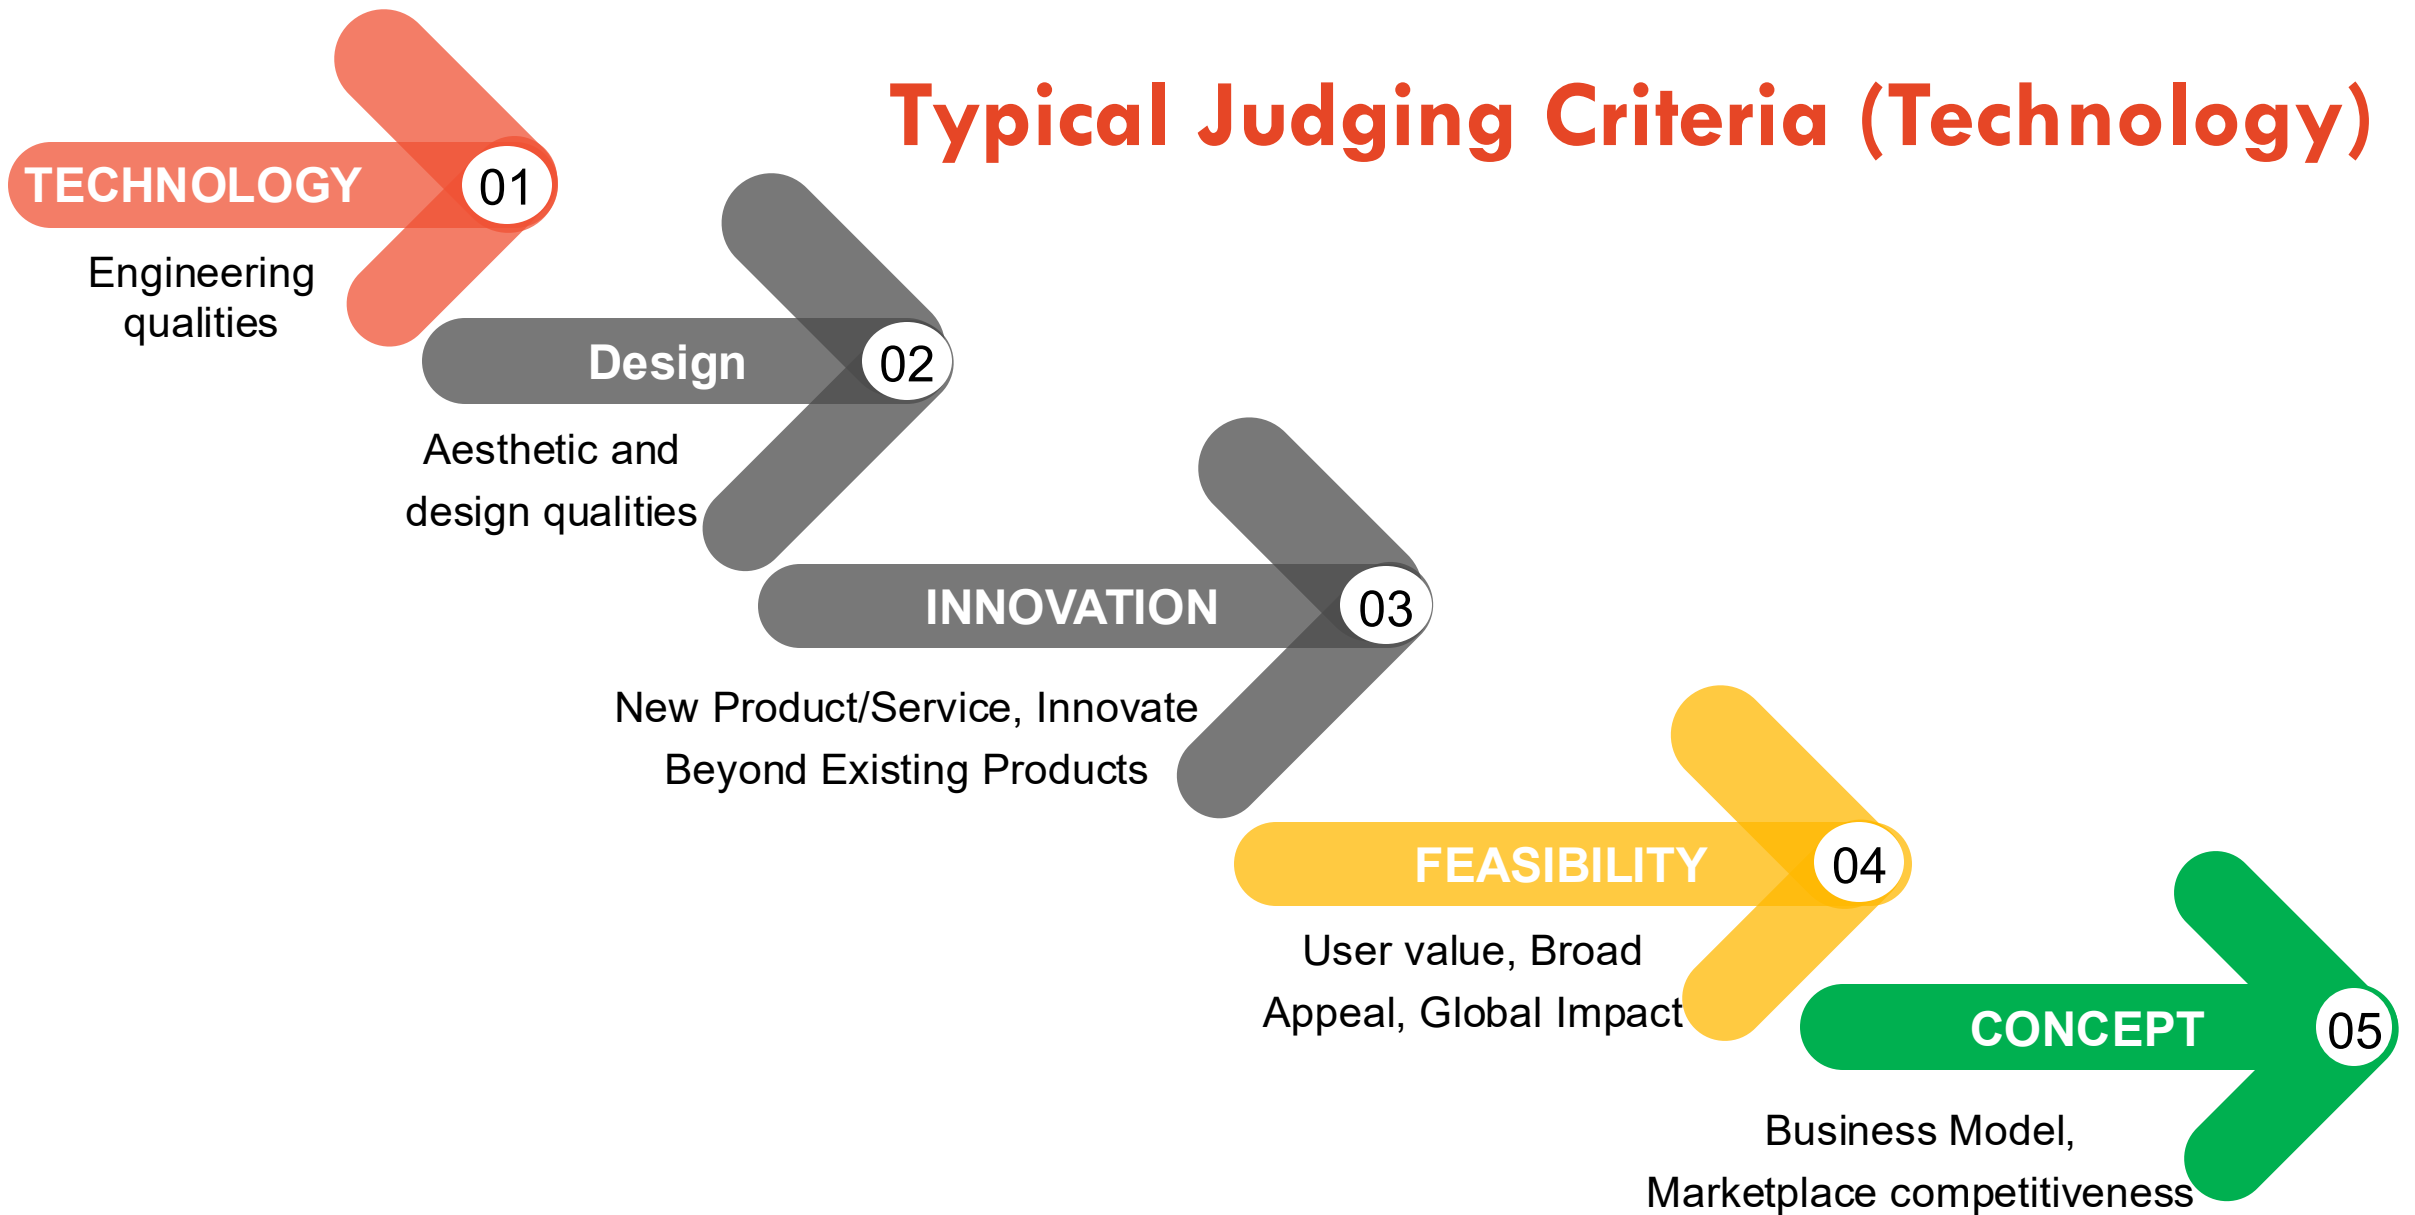 Typical Judging Criteria (Technology)
TECHNOLOGY 01
Engineering
qualities
Design 02
Aesthetic and
design qualities
INNOVATION 03
New Product/Service, Innovate
Beyond Existing Products
FEASIBILITY 04
User value, Broad
Appeal, Global Impact
CONCEPT 05
Business Model,
Marketplace competitiveness